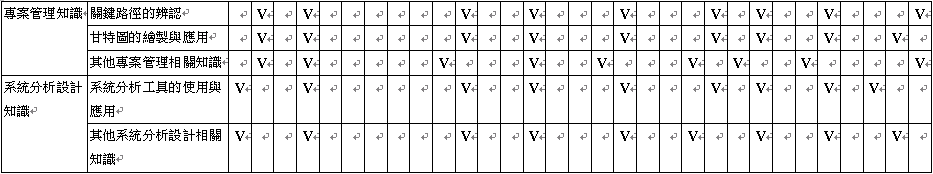 專案管理知識 關鍵路徑的辨認 V V V V V V V V V
甘特圖的繪製與應用 V V V V V V V V V V
其他專案管理相關知識 V V V V V V V V V
系統分析設計 系統分析工具的使用與 V V V V V V V V V V
知識 應用
其他系統分析設計相關 V V V V V V V V V
知識